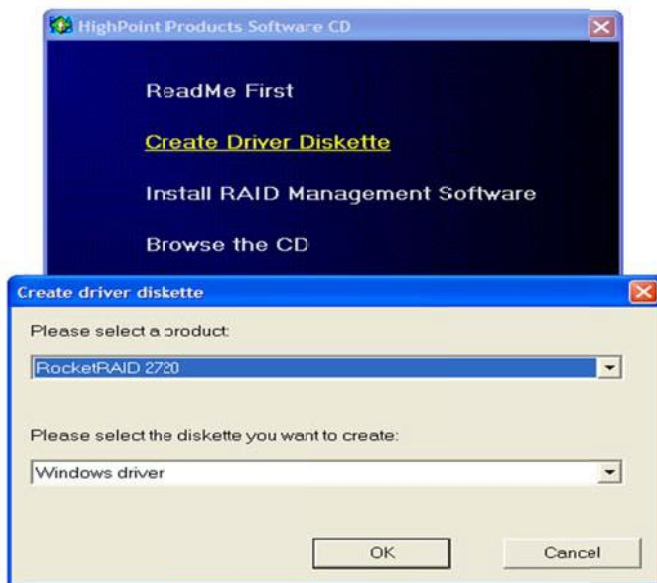 HighPoint Products Software CD
ReadMe First
Create Driver Diskette
Install RAID Management Software
Browse the CD
Create driver diskette
Please select a product:
RocketRAID 2720
Please select the diskette you want to create:
Windows driver
OK
Cancel